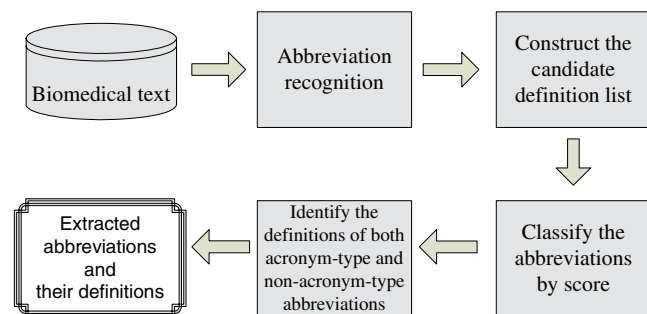 Biomedical text
Abbreviation
recognition
Construct the
candidate
definition list
Classify the
abbreviations
by score
Identify the
definitions of both
acronym-type and
non-acronym-type
abbreviations
Extracted
abbreviations
and
their definitions